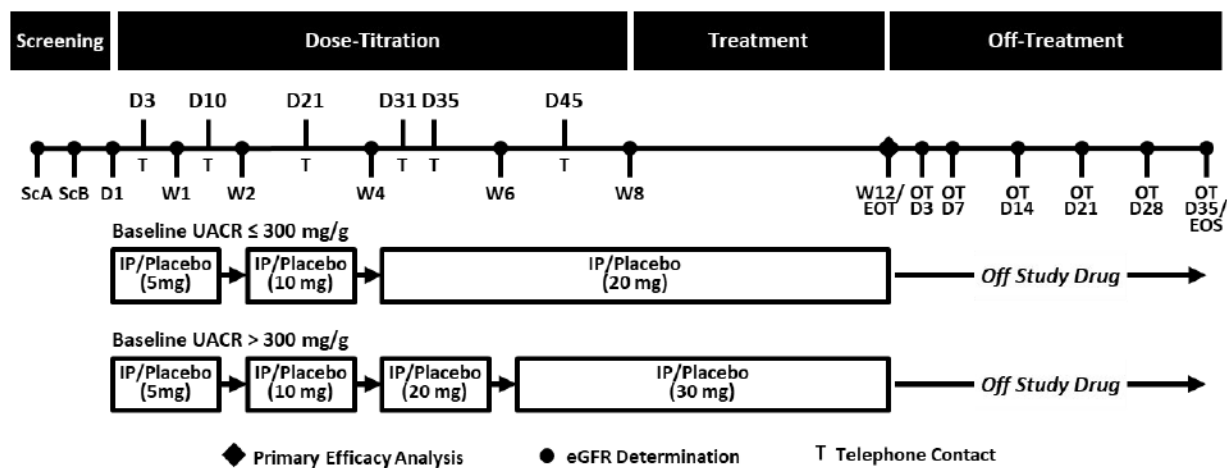 Screening Dose-Titration Treatment Off-Treatment
D3 D10 D21 D31 D35 D45
T T T T T T
ScA ScB D1 W1 W2 W4 W6 W8 W12/ EOT OT D3 OT D7 OT D14 OT D21 OT D28 OT D35/ EOS
Baseline UACR ≤ 300 mg/g
IP/Placebo IP/Placebo IP/Placebo
(5mg) (10 mg) (20 mg) Off Study Drug
Baseline UACR > 300 mg/g
IP/Placebo IP/Placebo IP/Placebo IP/Placebo
(5mg) (10 mg) (20 mg) (30 mg) Off Study Drug
Primary Efficacy Analysis eGFR Determination T Telephone Contact